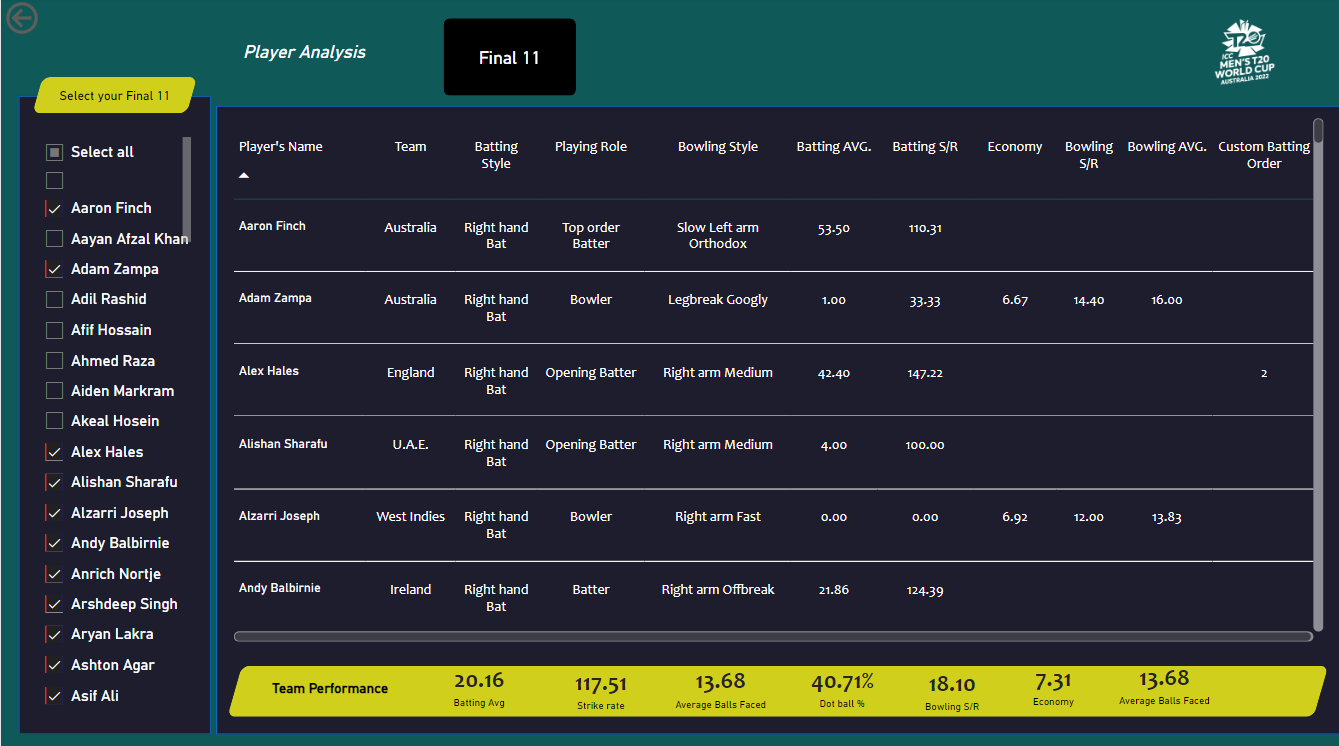 Player Analysis
Final 11
T20
ICC
MEN'S T20
WORLD CUP
AUSTRALIA 2022
Select your Final 11
Select all
Aaron Finch
Aayan Afzal Khan
Adam Zampa
Adil Rashid
Afif Hossain
Ahmed Raza
Aiden Markram
Akeal Hosein
Alex Hales
Alishan Sharafu
Alzarri Joseph
Andy Balbirnie
Anrich Nortje
Arshdeep Singh
Aryan Lakra
Ashton Agar
Asif Ali
Player's Name Team Batting Playing Role Bowling Style Batting AVG. Batting S/R Economy Bowling Bowling AVG. Custom Batting
Style S/R Order
Aaron Finch Australia Right hand Top order Slow Left arm 53.50 110.31
Bat Batter Orthodox
Adam Zampa Australia Right hand Bowler Legbreak Googly 1.00 33.33 6.67 14.40 16.00
Bat
Alex Hales England Right hand Opening Batter Right arm Medium 42.40 147.22 2
Bat
Alishan Sharafu U.A.E. Right hand Opening Batter Right arm Medium 4.00 100.00
Bat
Alzarri Joseph West Indies Right hand Bowler Right arm Fast 0.00 0.00 6.92 12.00 13.83
Bat
Andy Balbirnie Ireland Right hand Batter Right arm Offbreak 21.86 124.39
Bat
Team Performance 20.16 117.51 13.68 40.71% 18.10 7.31 13.68
Batting Avg Strike rate Average Balls Faced Dot ball % Bowling S/R Economy Average Balls Faced